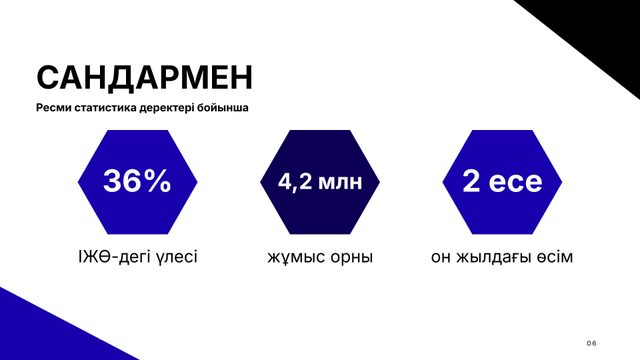 САНДАРМЕН
Ресми статистика деректері бойынша
36%
4,2 млн
2 есе
ІЖӨ-дегі үлесі
жұмыс орны
он жылдағы өсім
06